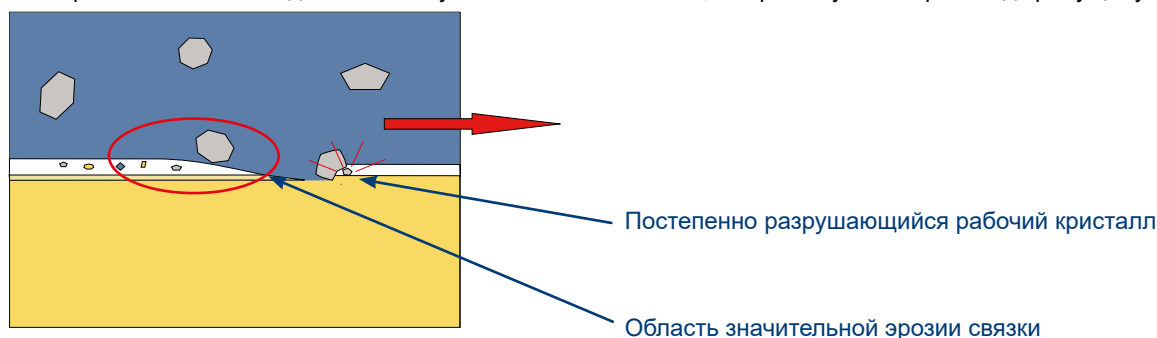 Постепенно разрушающийся рабочий кристалл
Область значительной эрозии связки